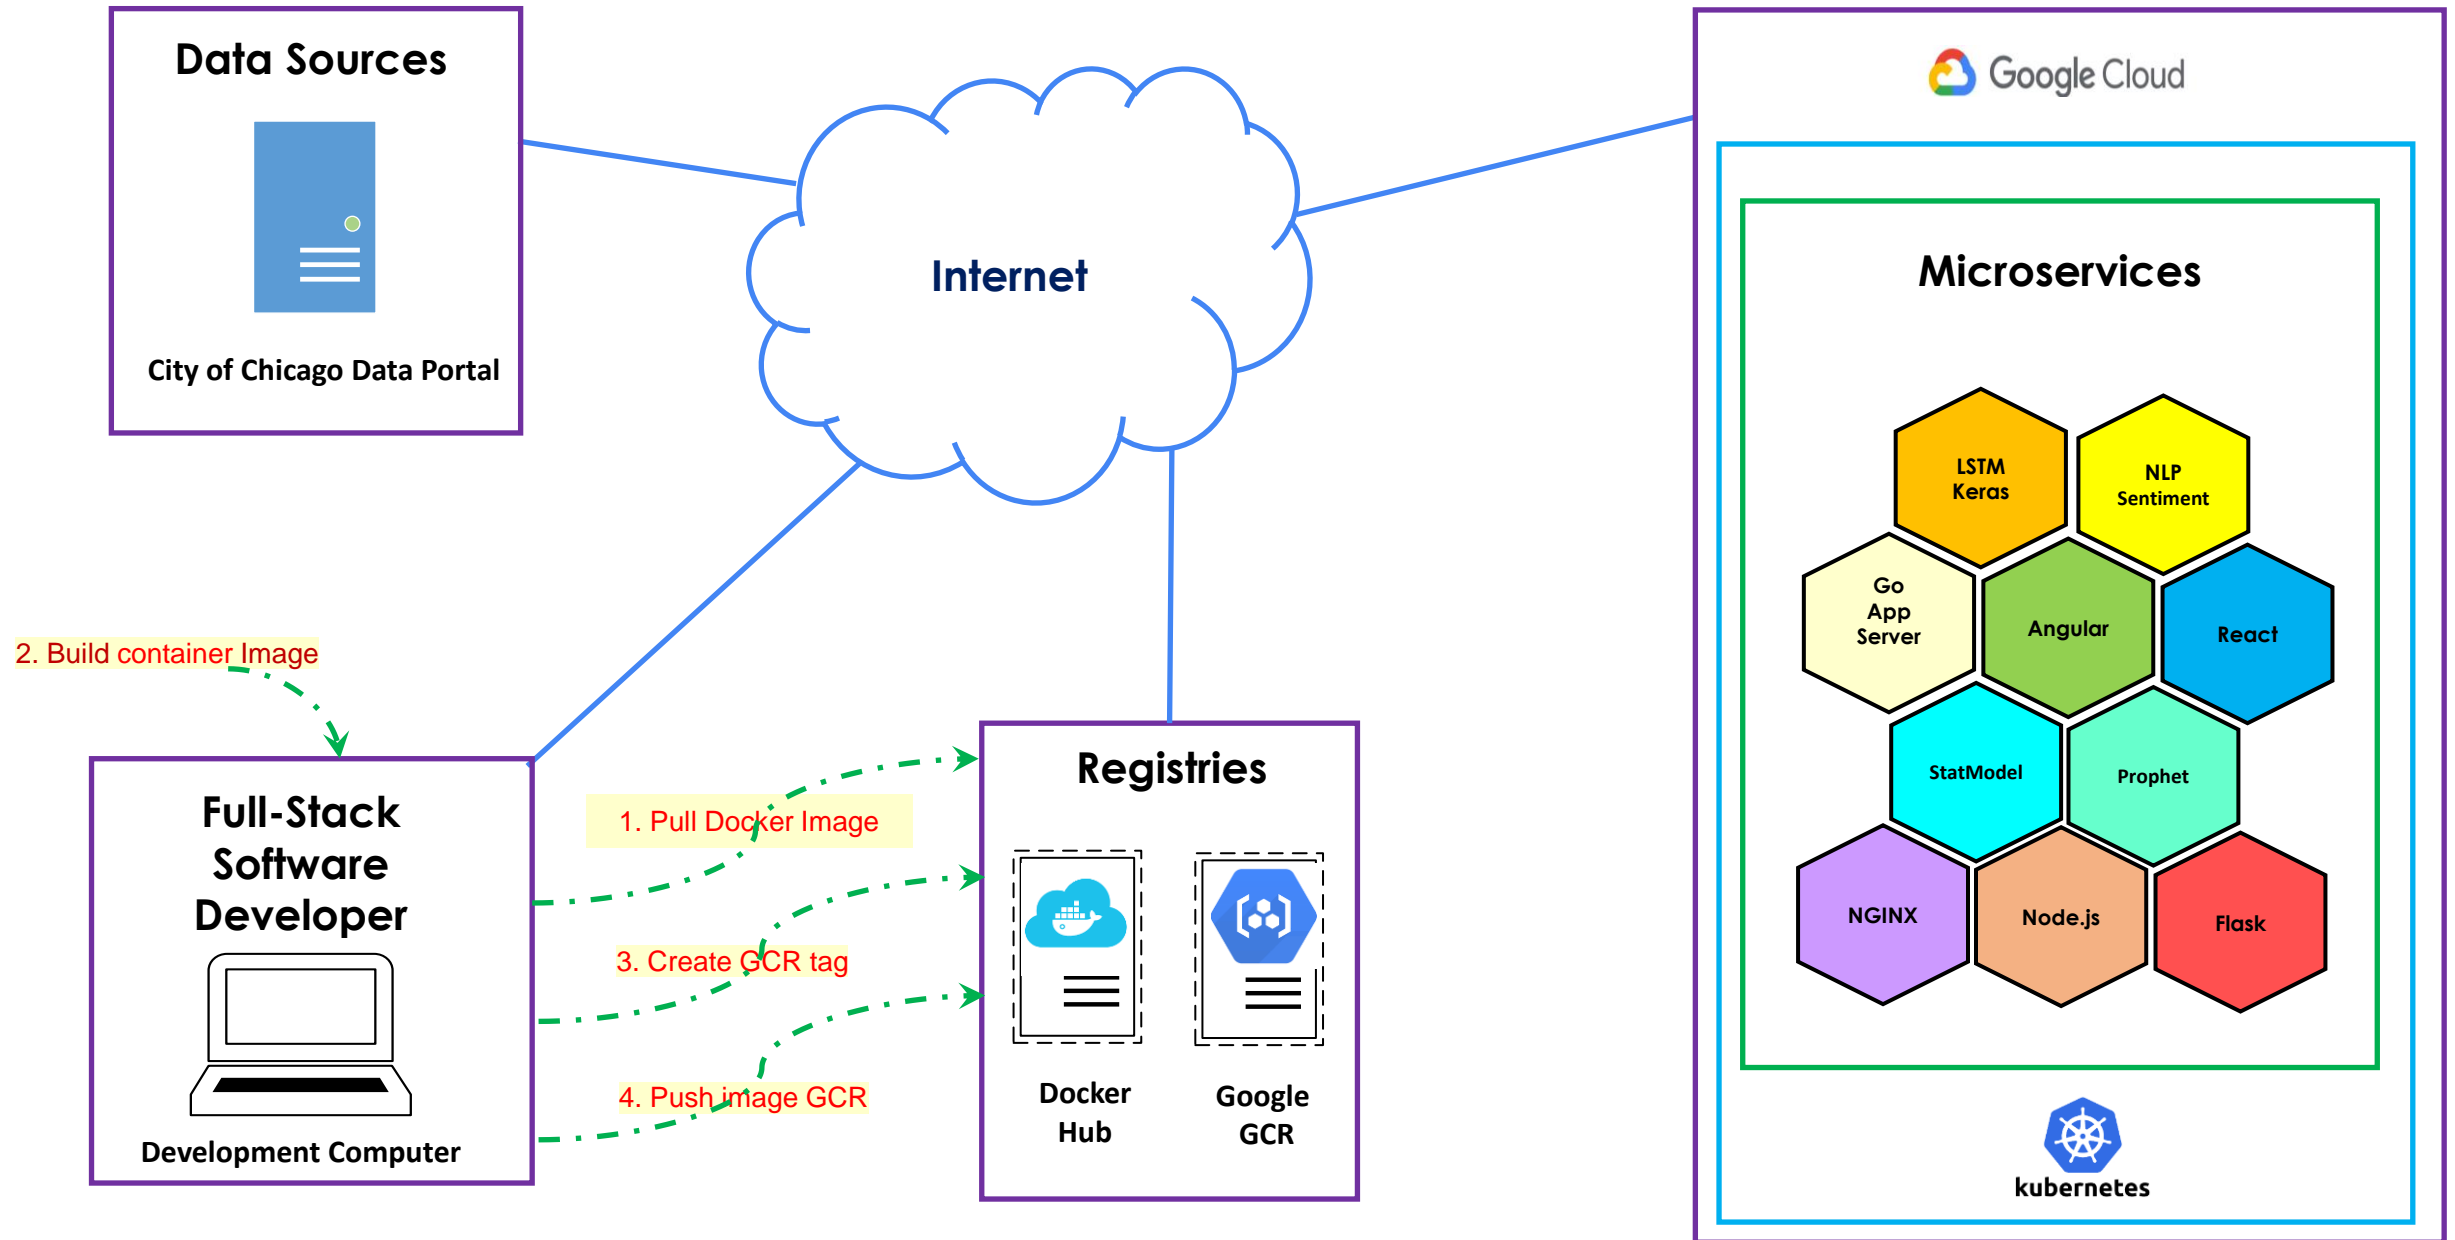 Data Sources
City of Chicago Data Portal
Internet
Google Cloud
Microservices
LSTM
Keras
NLP
Sentiment
Go
App
Server
Angular
React
StatModel
Prophet
NGINX
Node.js
Flask
kubernetes
2. Build container Image
Full-Stack
Software
Developer
Development Computer
1. Pull Docker Image
3. Create GCR tag
4. Push image GCR
Registries
Docker
Hub
Google
GCR